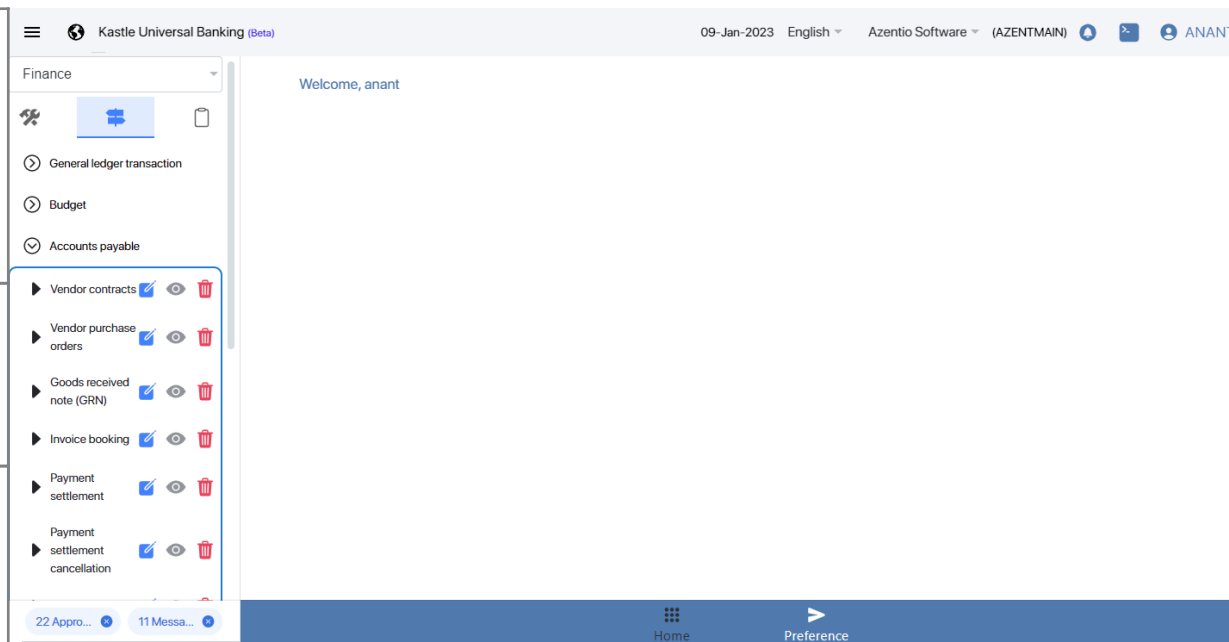 Kastle Universal Banking (Beta)
09-Jan-2023 English Azentio Software (AZENTMAIN) ANANT
Finance
Welcome, anant
General ledger transaction
Budget
Accounts payable
Vendor contracts
Vendor purchase
orders
Goods received
note (GRN)
Invoice booking
Payment
settlement
Payment
settlement
cancellation
22 Appro...
11 Messa...
Home
Preference